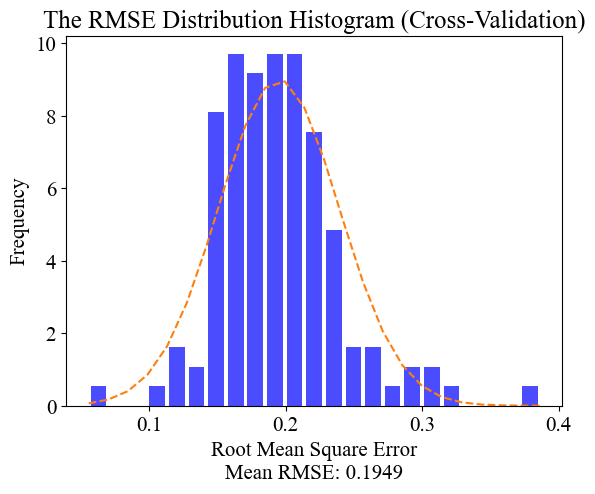 The RMSE Distribution Histogram (Cross-Validation)
10
8
6
4
2
0
Frequency
0.1
0.2
0.3
0.4
Root Mean Square Error
Mean RMSE: 0.1949